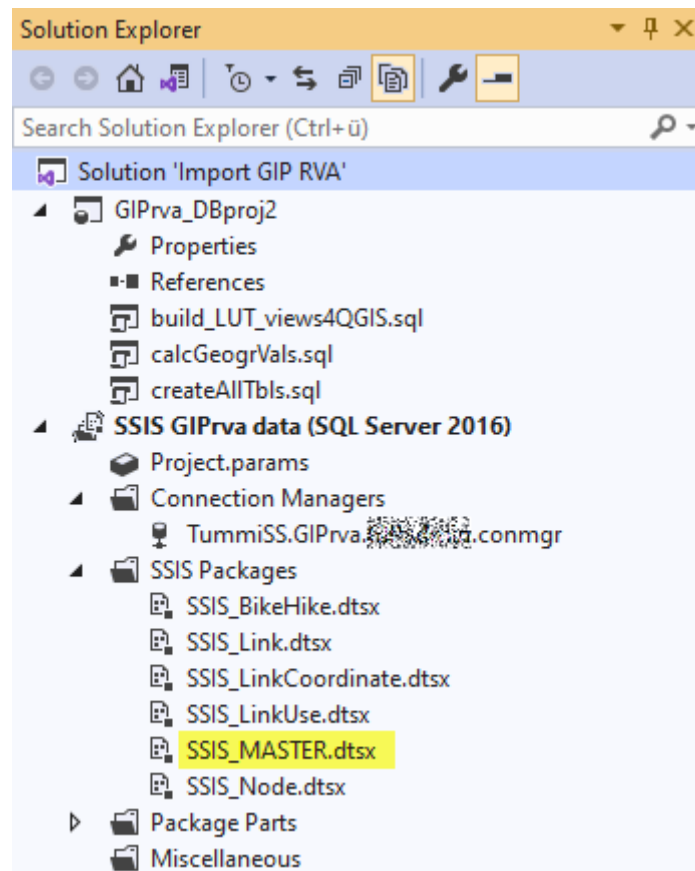 Solution Explorer
Search Solution Explorer (Ctrl+ü)
Solution 'Import GIP RVA'
GIPrva_DBproj2
Properties
References
build_LUT_views4QGIS.sql
calcGeogrVals.sql
createAllTbls.sql
SSIS GIPrva data (SQL Server 2016)
Project.params
Connection Managers
TummiSS.GIPrva. .conmgr
SSIS Packages
SSIS_BikeHike.dtsx
SSIS_Link.dtsx
SSIS_LinkCoordinate.dtsx
SSIS_LinkUse.dtsx
SSIS_MASTER.dtsx
SSIS_Node.dtsx
Package Parts
Miscellaneous